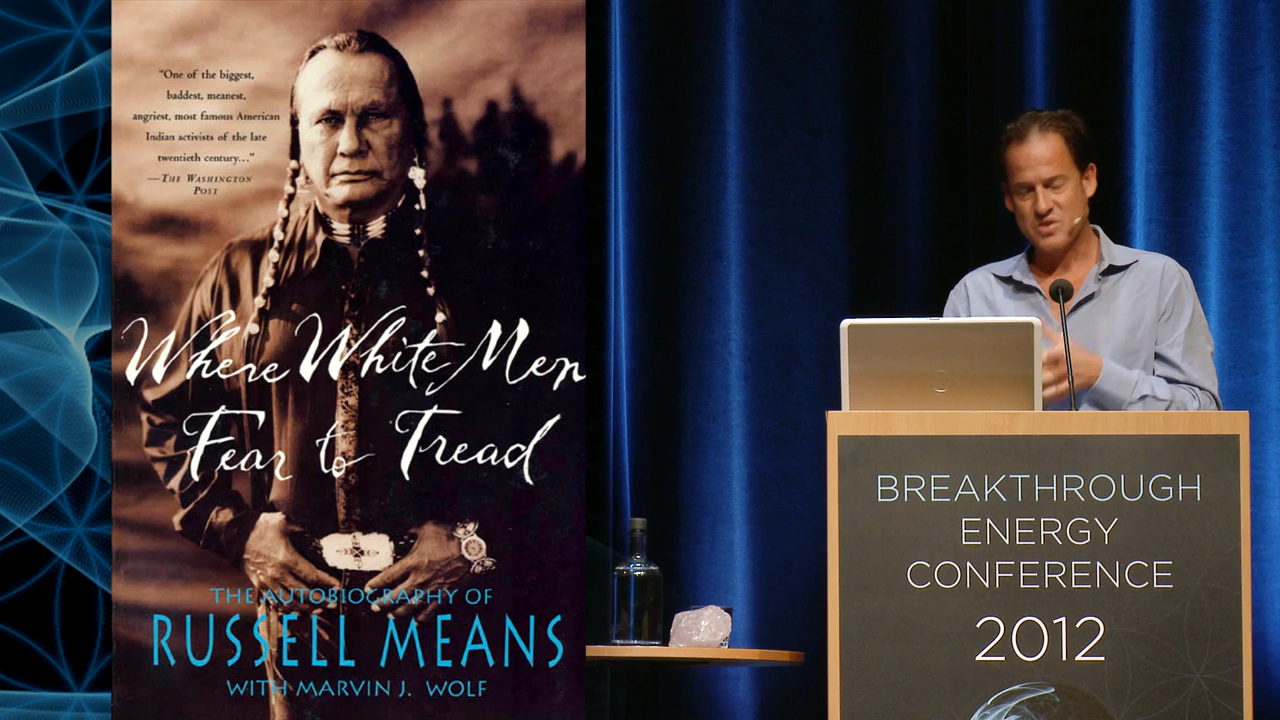 "One of the biggest,
baddest, meanest,
angriest, most famous American
Indian activists of the late
twentieth century..."
—THE WASHINGTON
POST
Where White Men
Fear to Tread
THE AUTOBIOGRAPHY OF
RUSSELL MEANS
WITH MARVIN J. WOLF
BREAKTHROUGH
ENERGY
CONFERENCE
2012